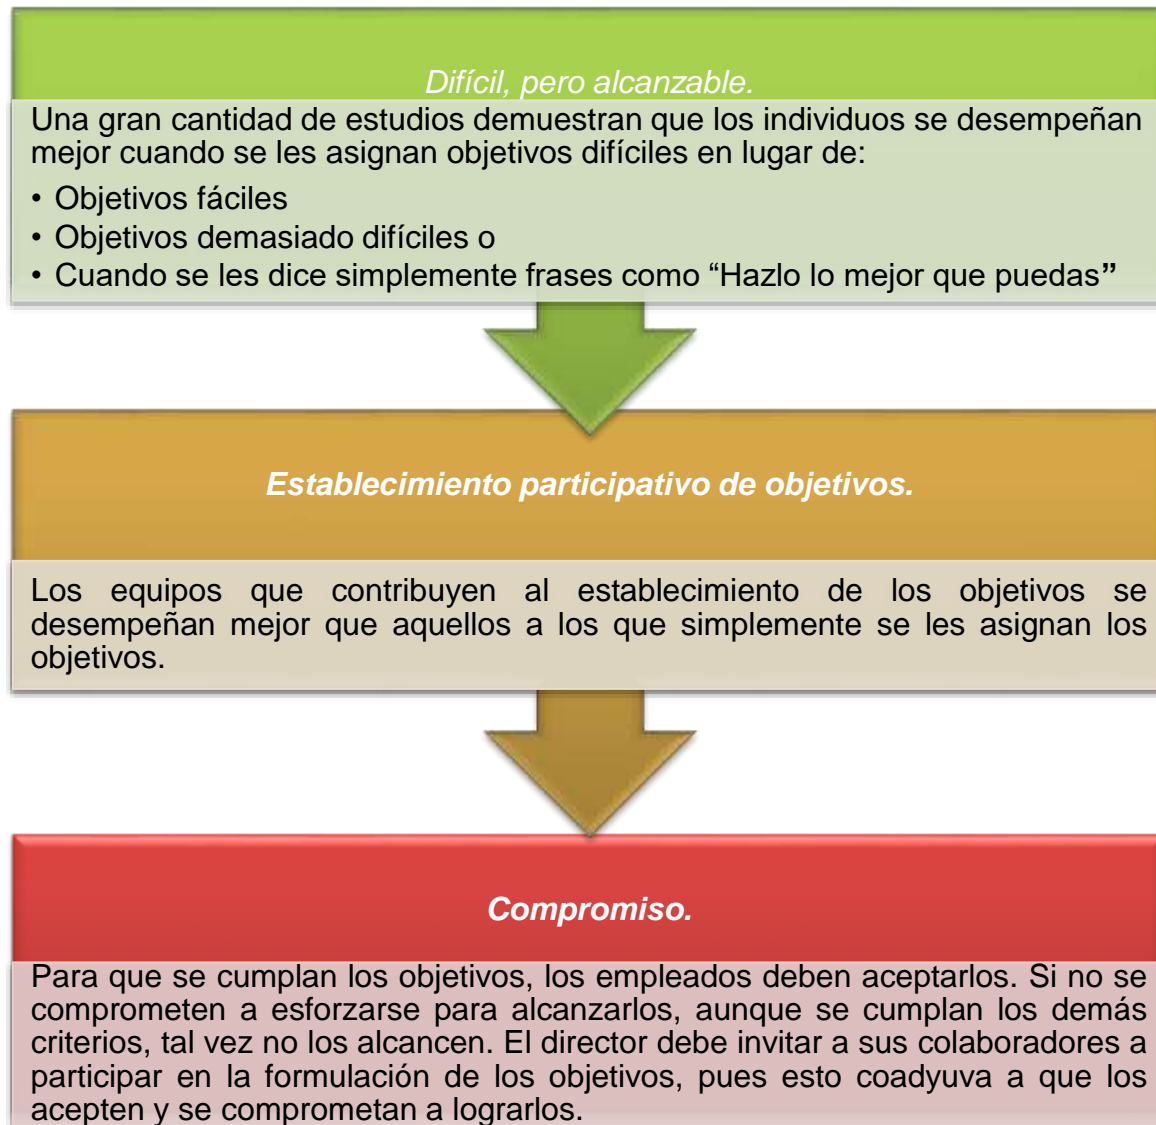 Difícil, pero alcanzable.
Una gran cantidad de estudios demuestran que los individuos se desempeñan
mejor cuando se les asignan objetivos difíciles en lugar de:
• Objetivos fáciles
• Objetivos demasiado difíciles o
• Cuando se les dice simplemente frases como “Hazlo lo mejor que puedas”
Establecimiento participativo de objetivos.
Los equipos que contribuyen al establecimiento de los objetivos se
desempeñan mejor que aquellos a los que simplemente se les asignan los
objetivos.
Compromiso.
Para que se cumplan los objetivos, los empleados deben aceptarlos. Si no se
comprometen a esforzarse para alcanzarlos, aunque se cumplan los demás
criterios, tal vez no los alcancen. El director debe invitar a sus colaboradores a
participar en la formulación de los objetivos, pues esto coadyuva a que los
acepten y se comprometan a lograrlos.